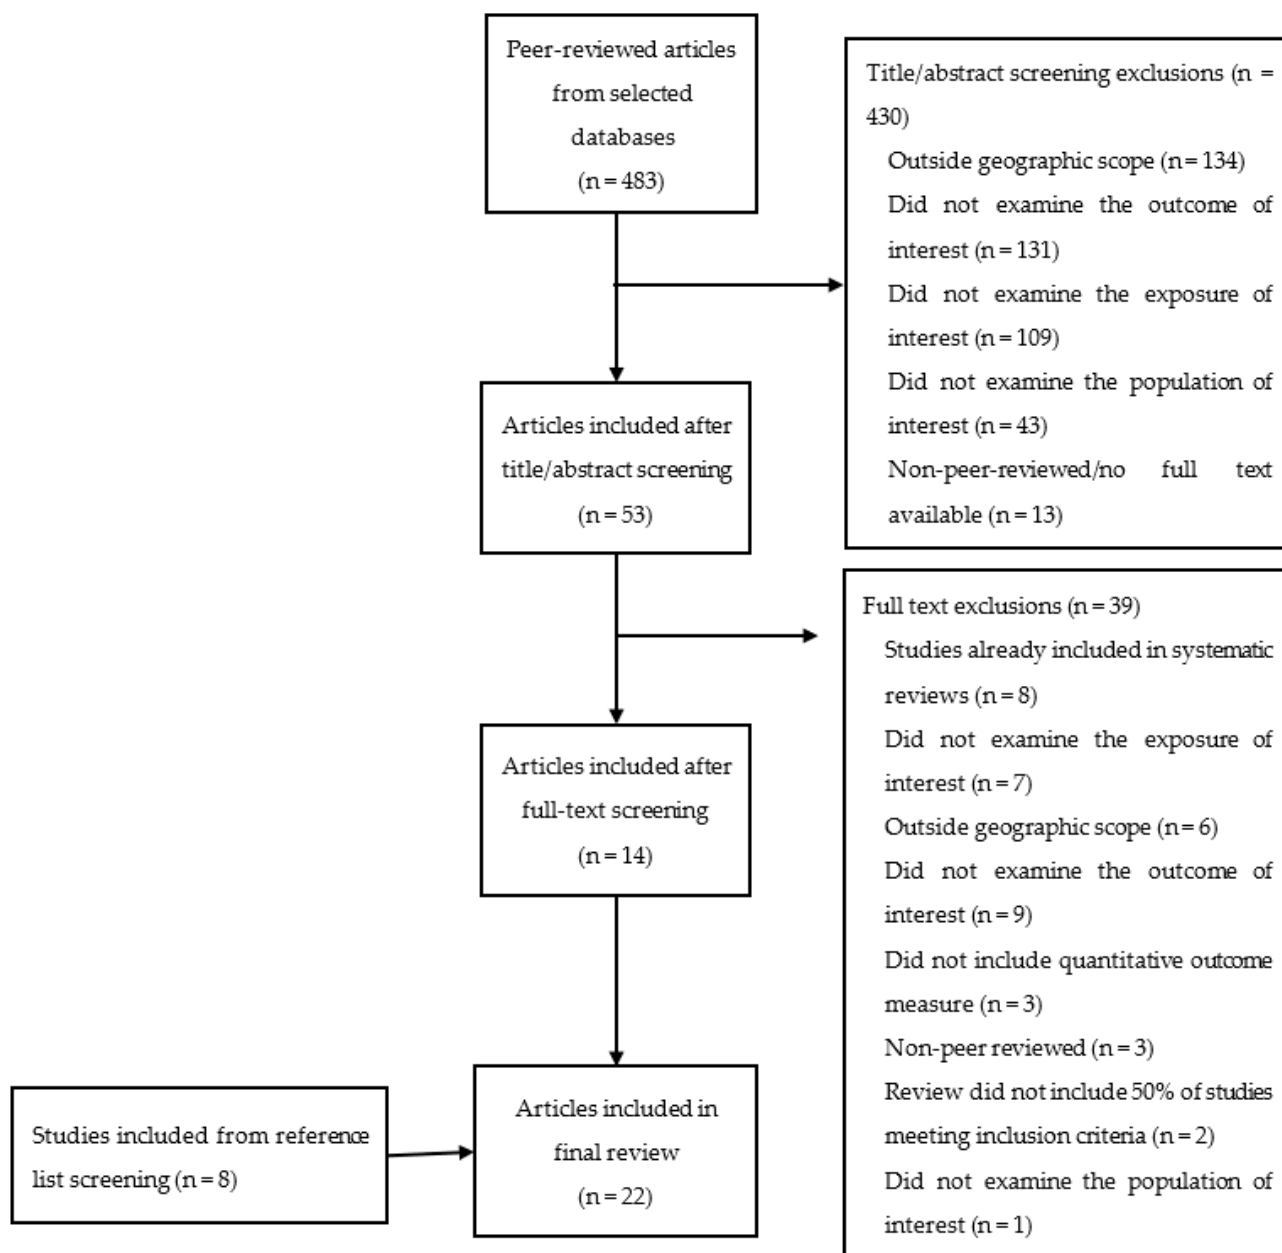 Peer-reviewed articles
from selected
databases
(n = 483)
Title/abstract screening exclusions (n =
430)
Outside geographic scope (n = 134)
Did not examine the outcome of
interest (n = 131)
Did not examine the exposure of
interest (n = 109)
Did not examine the population of
interest (n = 43)
Non-peer-reviewed/no full text
available (n = 13)
Articles included after
title/abstract screening
(n = 53)
Full text exclusions (n = 39)
Studies already included in systematic
reviews (n = 8)
Did not examine the exposure of
interest (n = 7)
Outside geographic scope (n = 6)
Did not examine the outcome of
interest (n = 9)
Did not include quantitative outcome
measure (n = 3)
Non-peer reviewed (n = 3)
Review did not include 50% of studies
meeting inclusion criteria (n = 2)
Did not examine the population of
interest (n = 1)
Articles included after
full-text screening
(n = 14)
Studies included from reference
list screening (n = 8)
Articles included in
final review
(n = 22)